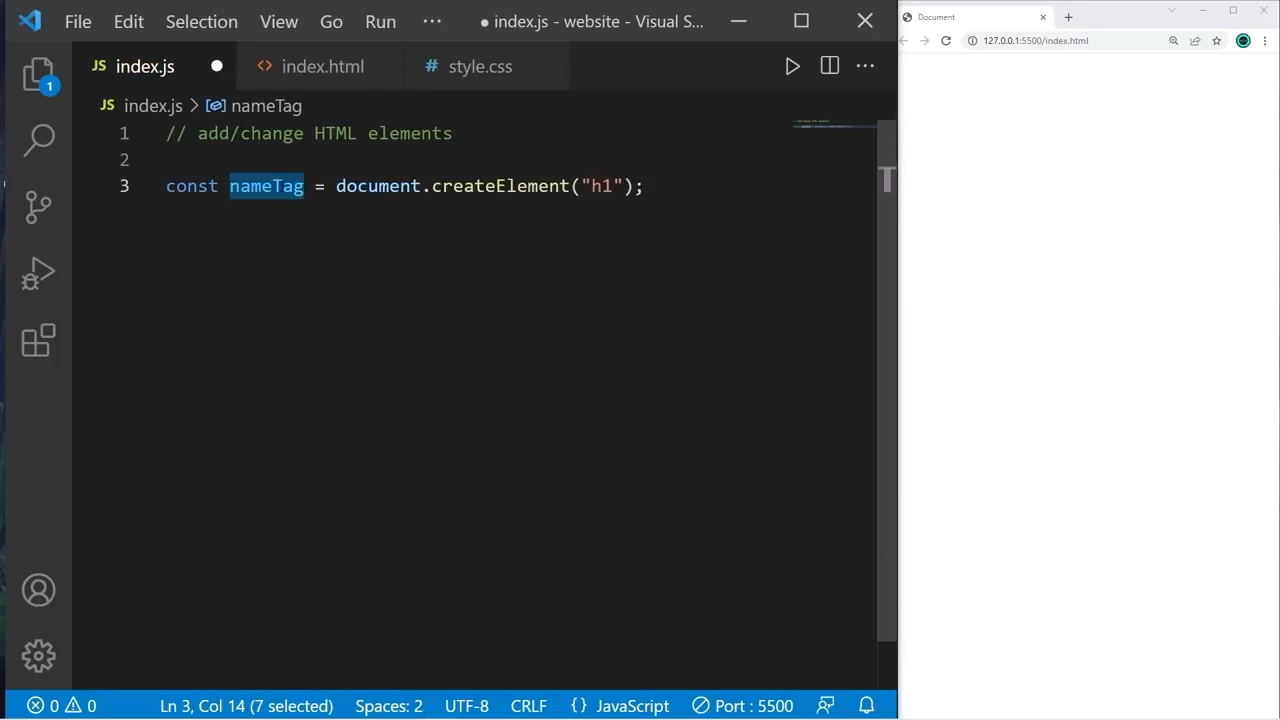 File Edit Selection View Go Run ··· ● index.js - website - Visual S...
JS index.js ● <> index.html # style.css
JS index.js > nameTag
1 // add/change HTML elements
2
3 const nameTag = document.createElement("h1");
1
0 0 Ln 3, Col 14 (7 selected) Spaces: 2 UTF-8 CRLF {} JavaScript Port : 5500
Document
127.0.0.1:5500/index.html
T